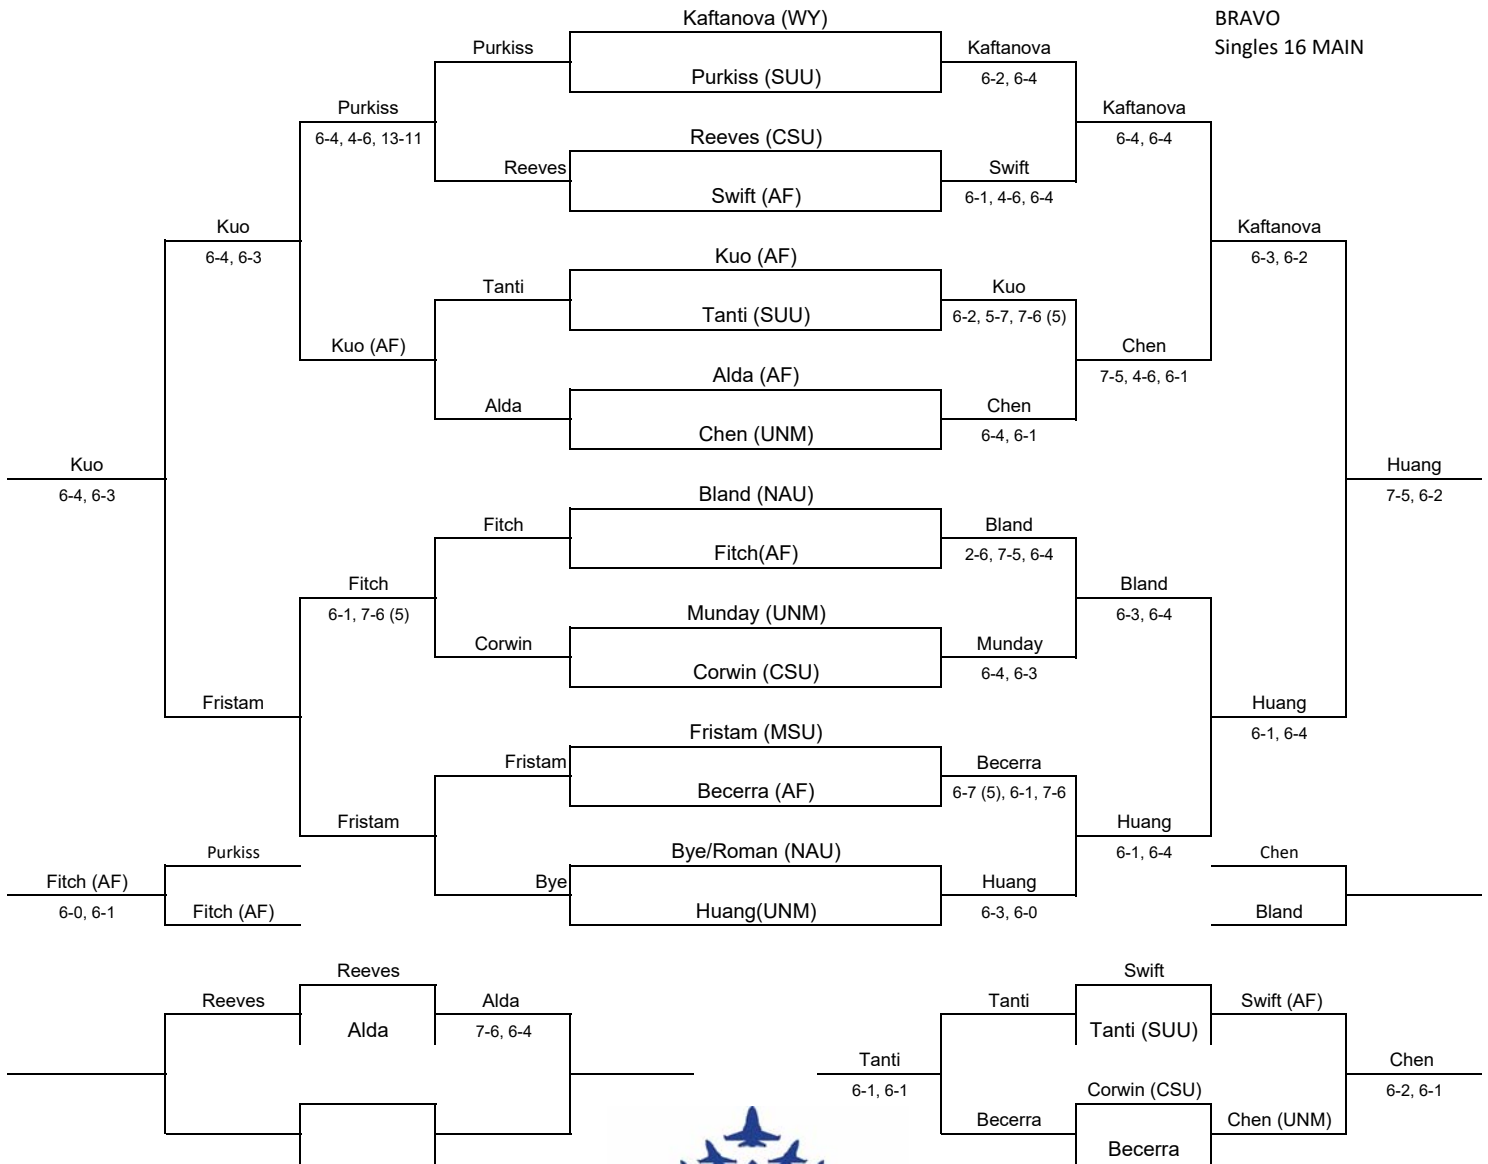 Kaftanova (WY)
BRAVO
Purkiss
Kaftanova
Singles 16 MAIN
Purkiss (SUU)
6-2, 6-4
Purkiss
Kaftanova
6-4, 4-6, 13-11
Reeves (CSU)
6-4, 6-4
Reeves
Swift
Swift (AF)
6-1, 4-6, 6-4
Kuo
Kaftanova
6-4, 6-3
Kuo (AF)
6-3, 6-2
Tanti
Kuo
Tanti (SUU)
6-2, 5-7, 7-6 (5)
Kuo (AF)
Chen
Alda (AF)
7-5, 4-6, 6-1
Alda
Chen
Chen (UNM)
6-4, 6-1
Kuo
Huang
6-4, 6-3
Bland (NAU)
7-5, 6-2
Fitch
Bland
Fitch(AF)
2-6, 7-5, 6-4
Fitch
Bland
6-1, 7-6 (5)
Munday (UNM)
6-3, 6-4
Corwin
Munday
Corwin (CSU)
6-4, 6-3
Fristam
Huang
Fristam (MSU)
6-1, 6-4
Fristam
Becerra
Becerra (AF)
6-7 (5), 6-1, 7-6
Fristam
Huang
Purkiss
Bye/Roman (NAU)
6-1, 6-4
Chen
Fitch (AF)
Bye
Huang
6-0, 6-1
Fitch (AF)
Huang(UNM)
6-3, 6-0
Bland
Reeves
Swift
Reeves
Alda
Tanti
Swift (AF)
Alda
7-6, 6-4
Tanti (SUU)
Tanti
Chen
6-1, 6-1
Corwin (CSU)
6-2, 6-1
Becerra
Chen (UNM)
Becerra